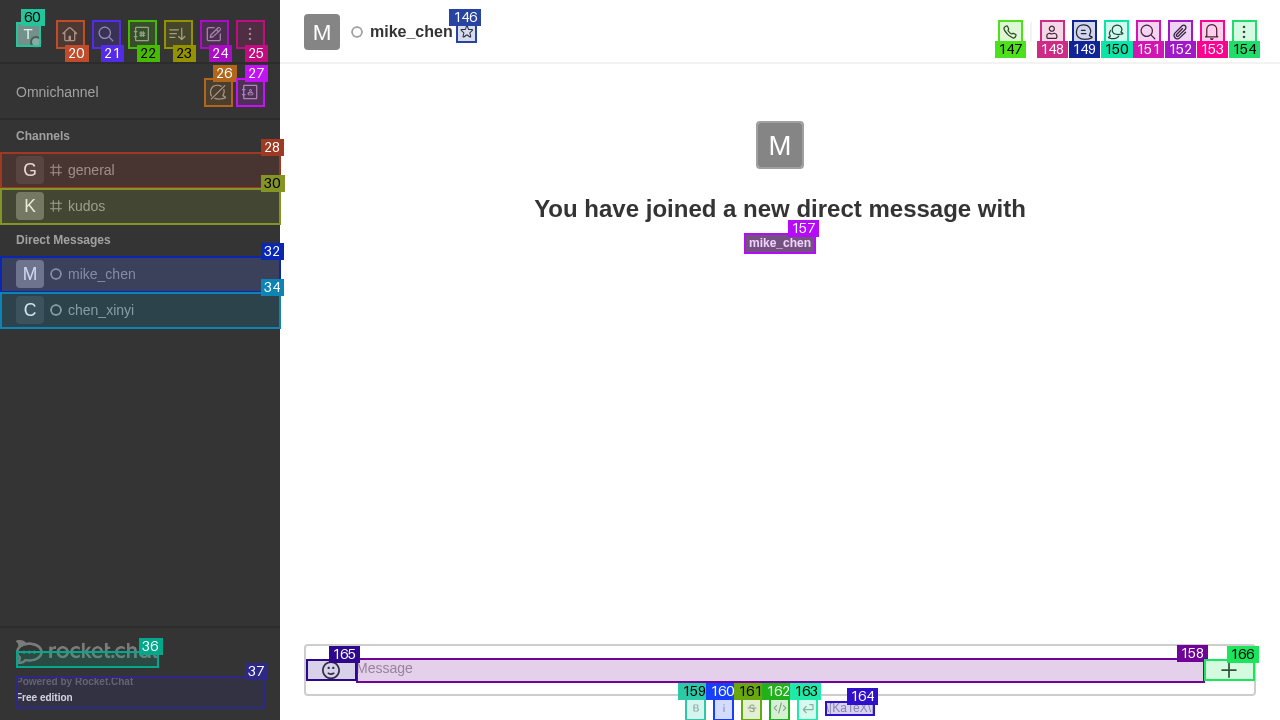 60
T
20
21
22
23
24
25
M
mike_chen
146
147
148
149
150
151
152
153
154
Omnichannel
26
27
Channels
28
G general
30
K kudos
Direct Messages
32
M mike_chen
34
C chen_xinyi
M
You have joined a new direct message with
157
mike_chen
36
rocket.chat
37
Powered by Rocket.Chat
Free edition
165
Message
158
166
159
160
161
162
163
164
B
i
S
</>
\[KaTeX\]